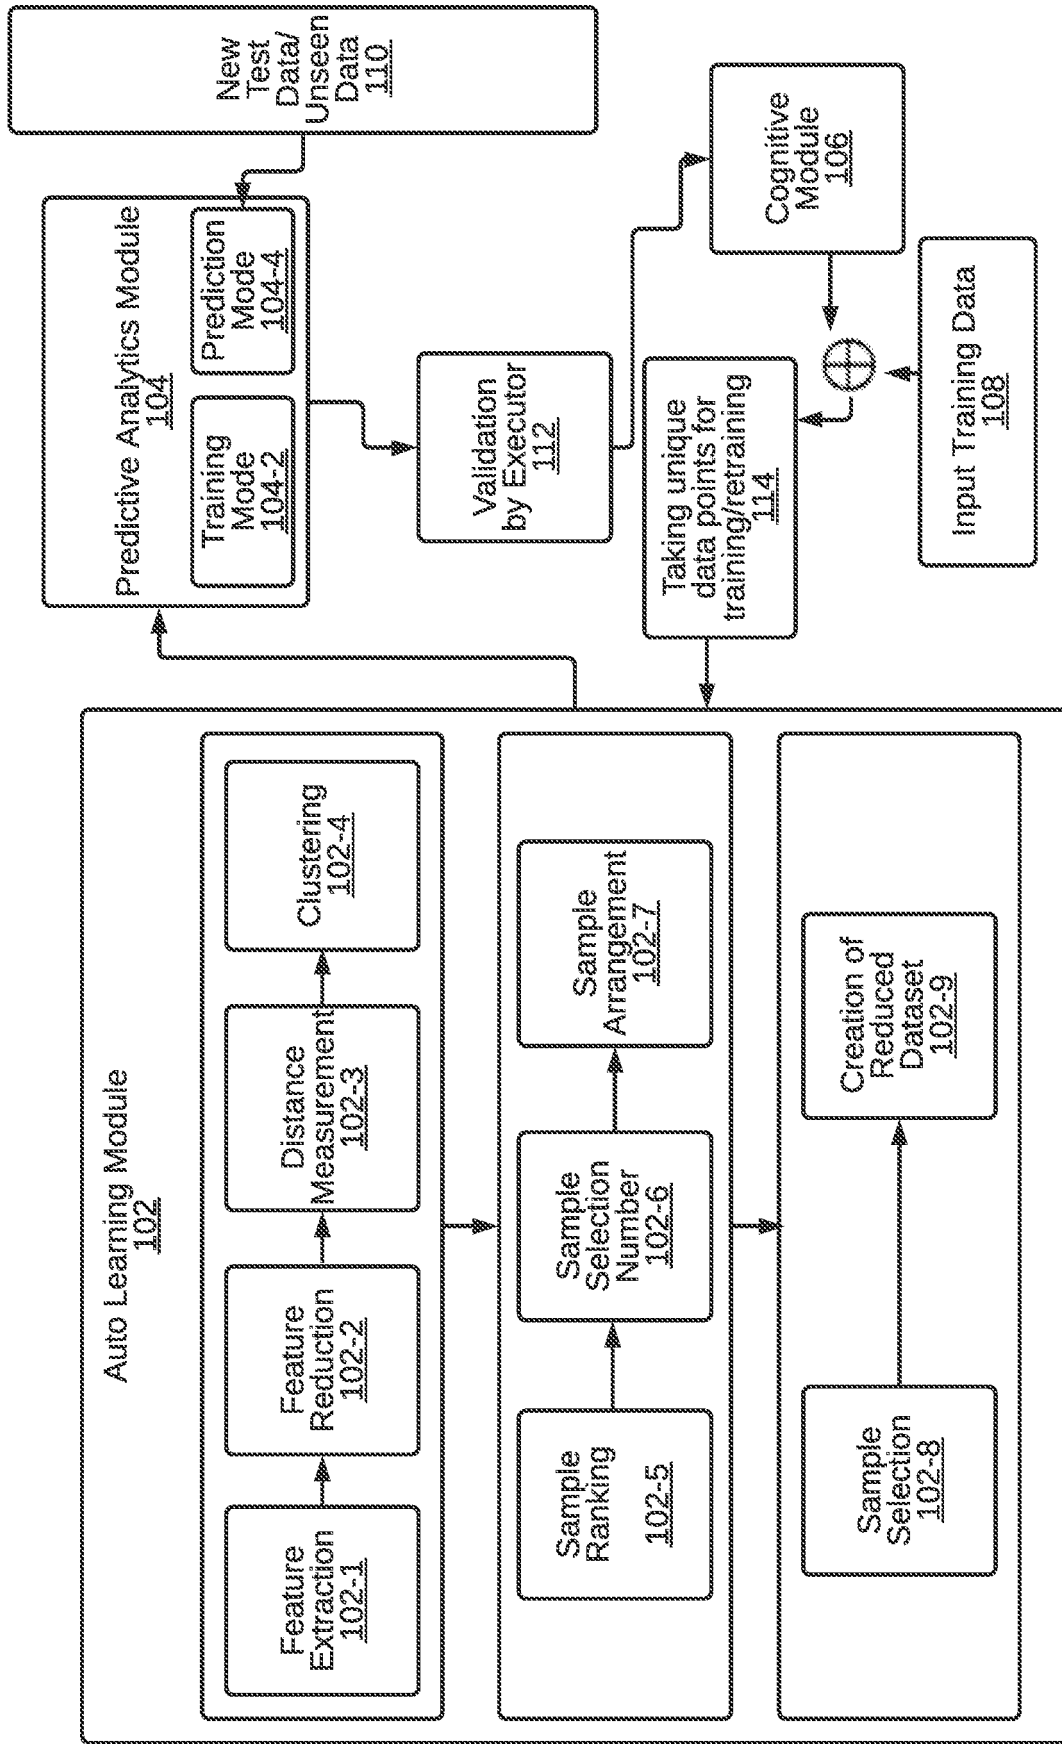 Auto Learning Module
102
Feature
Extraction
102-1
Feature
Reduction
102-2
Distance
Measurement
102-3
Clustering
102-4
Sample
Ranking
102-5
Sample
Selection
Number
102-6
Sample
Arrangement
102-7
Sample
Selection
102-8
Creation of
Reduced
Dataset
102-9
Predictive Analytics Module
104
Training
Mode
104-2
Prediction
Mode
104-4
New
Test
Data/
Unseen
Data
110
Validation
by Executor
112
Cognitive
Module
106
Taking unique
data points for
training/retraining
114
Input Training Data
108